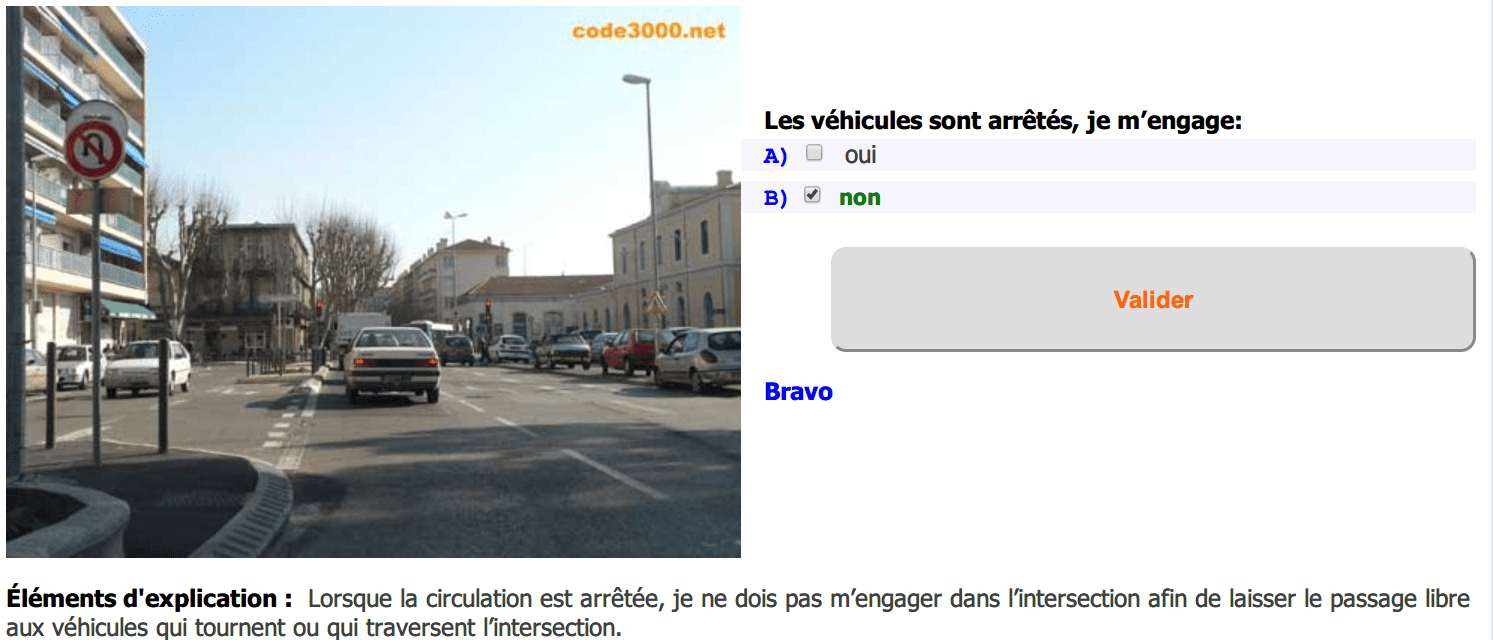 code3000.net
Les véhicules sont arrêtés, je m’engage:
A) oui
B) non
Valider
Bravo
Éléments d'explication : Lorsque la circulation est arrêtée, je ne dois pas m’engager dans l’intersection afin de laisser le passage libre
aux véhicules qui tournent ou qui traversent l’intersection.